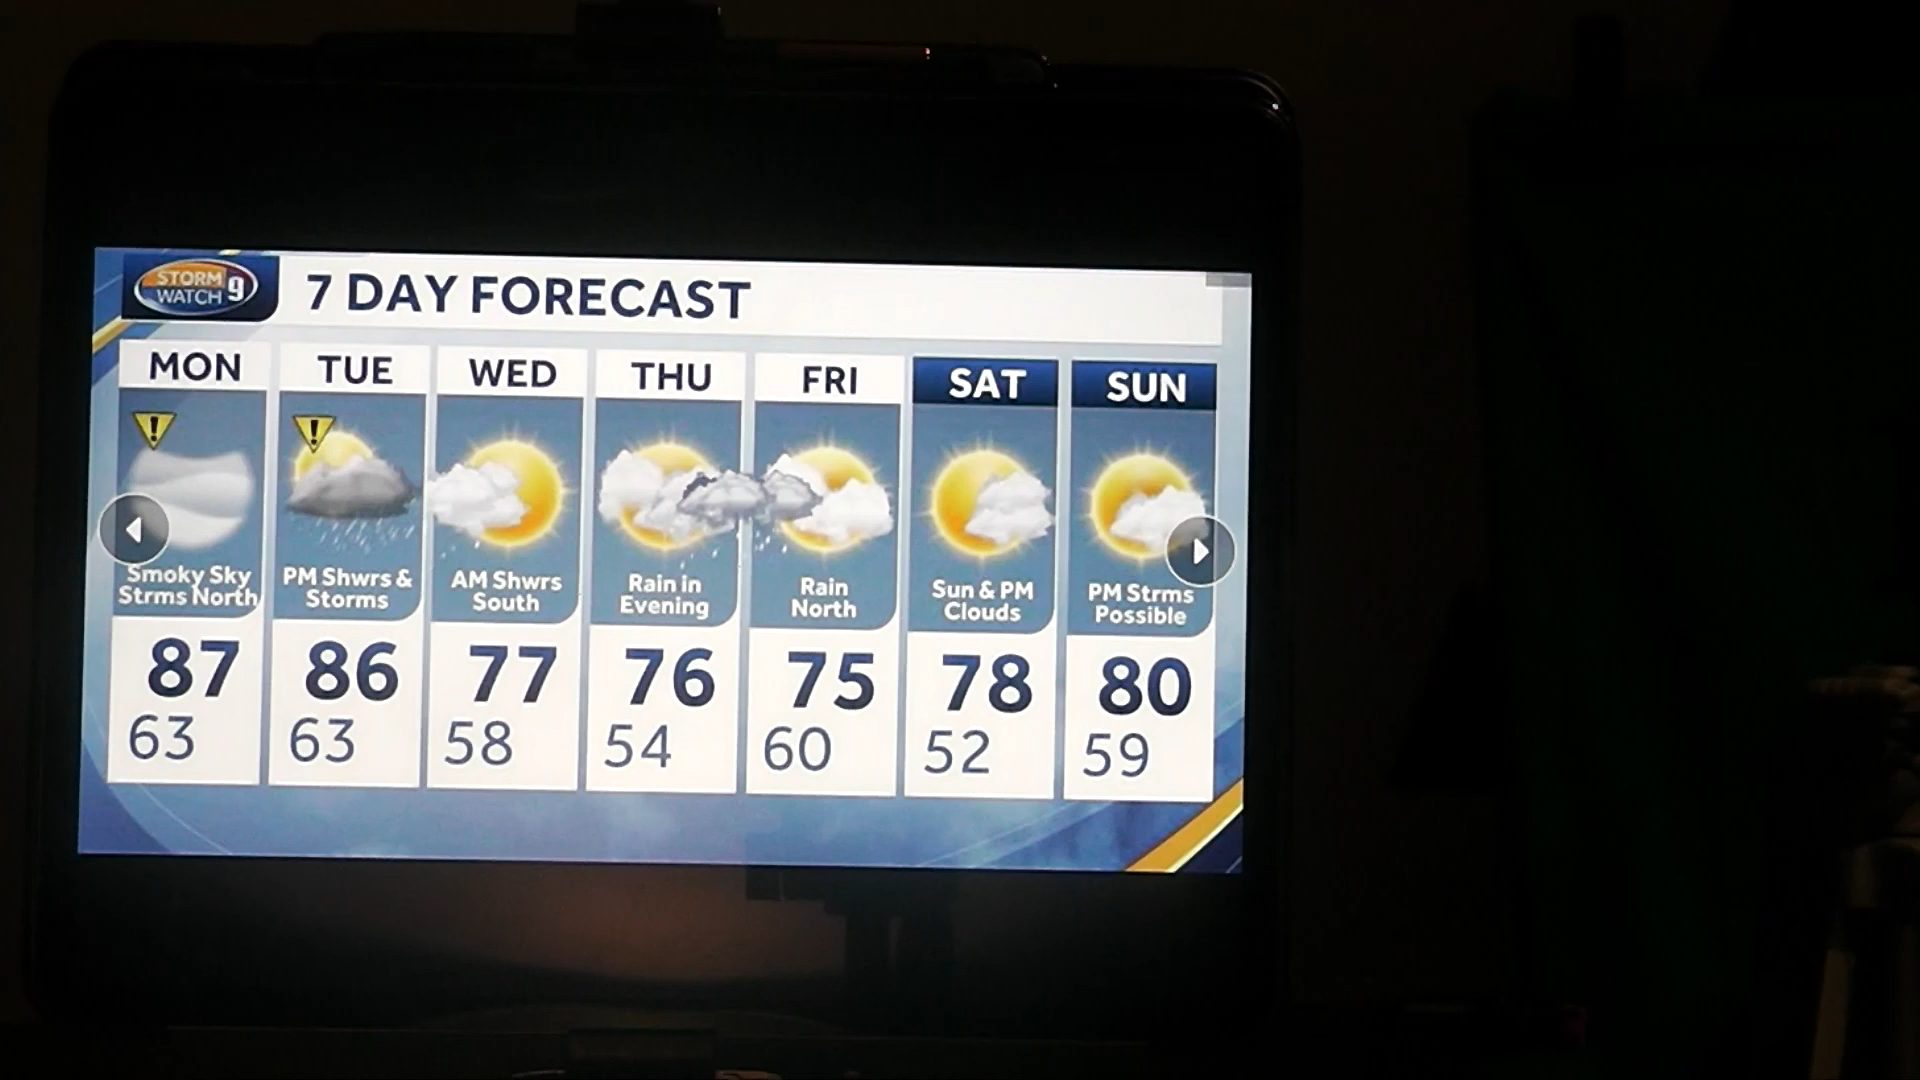 STORM
WATCH 9
7 DAY FORECAST
MON
TUE
WED
THU
FRI
SAT
SUN
!
!
Smoky Sky
Strms North
PM Shwrs &
Storms
AM Shwrs
South
Rain in
Evening
Rain
North
Sun & PM
Clouds
PM Strms
Possible
87
86
77
76
75
78
80
63
63
58
54
60
52
59